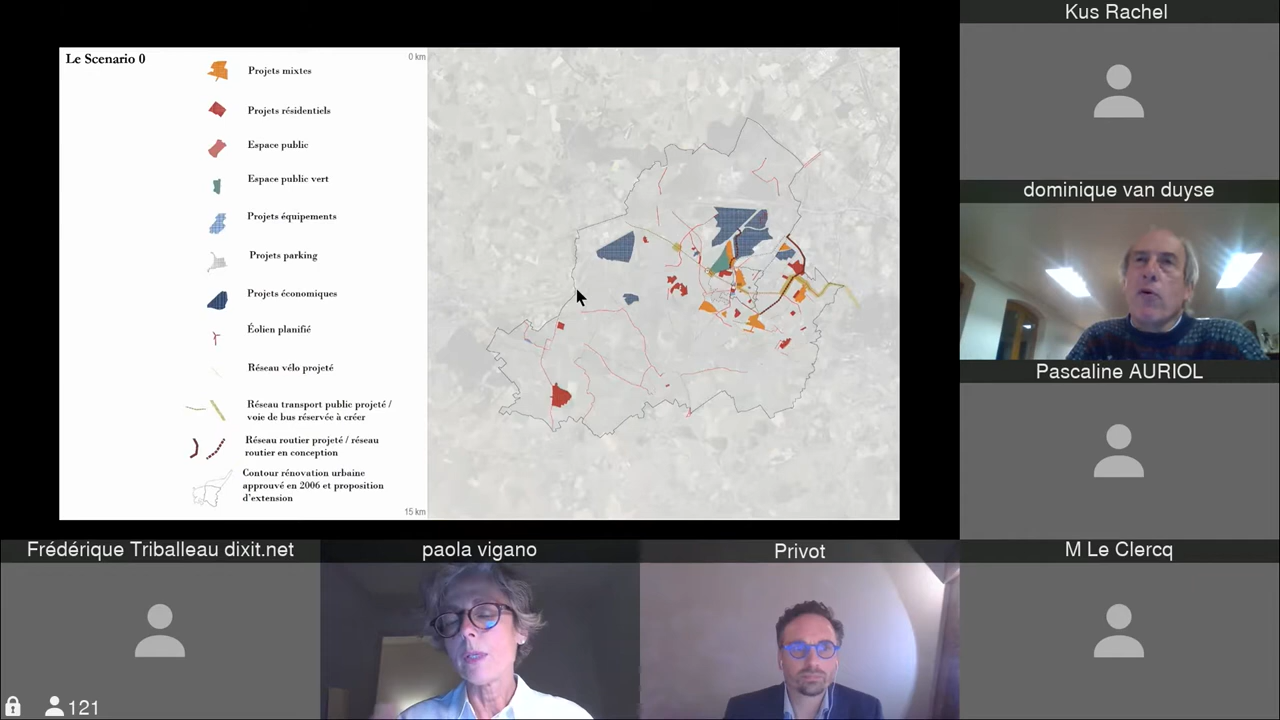 Le Scenario 0
0 km
Projets mixtes
Projets résidentiels
Espace public
Espace public vert
Projets équipements
Projets parking
Projets économiques
Éolien planifié
Réseau vélo projeté
Réseau transport public projeté /
voie de bus réservée à créer
Réseau routier projeté / réseau
routier en conception
Contour rénovation urbaine
approuvé en 2006 et proposition
d'extension
15 km
Kus Rachel
dominique van duyse
Pascaline AURIOL
Frédérique Triballeau dixit.net
paola vigano
Privot
M Le Clercq
121